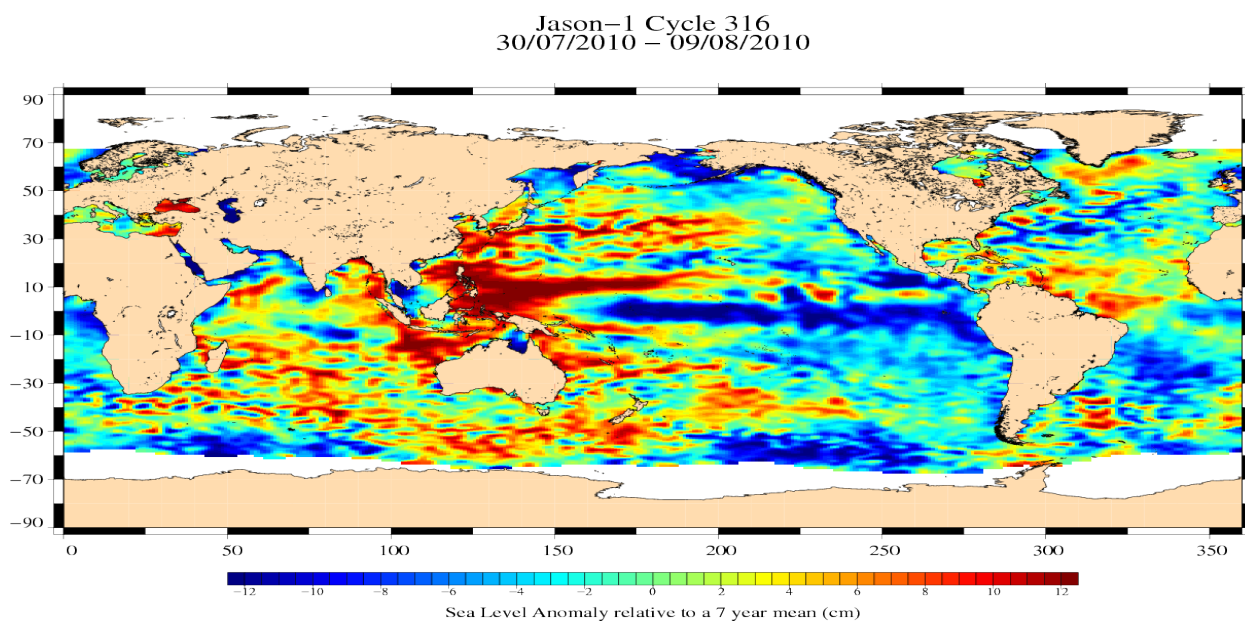 Jason−1 Cycle 316
30/07/2010 − 09/08/2010
90
70
50
30
10
−10
−30
−50
−70
−90
0 50 100 150 200 250 300 350
−12 −10 −8 −6 −4 −2 0 2 4 6 8 10 12
Sea Level Anomaly relative to a 7 year mean (cm)